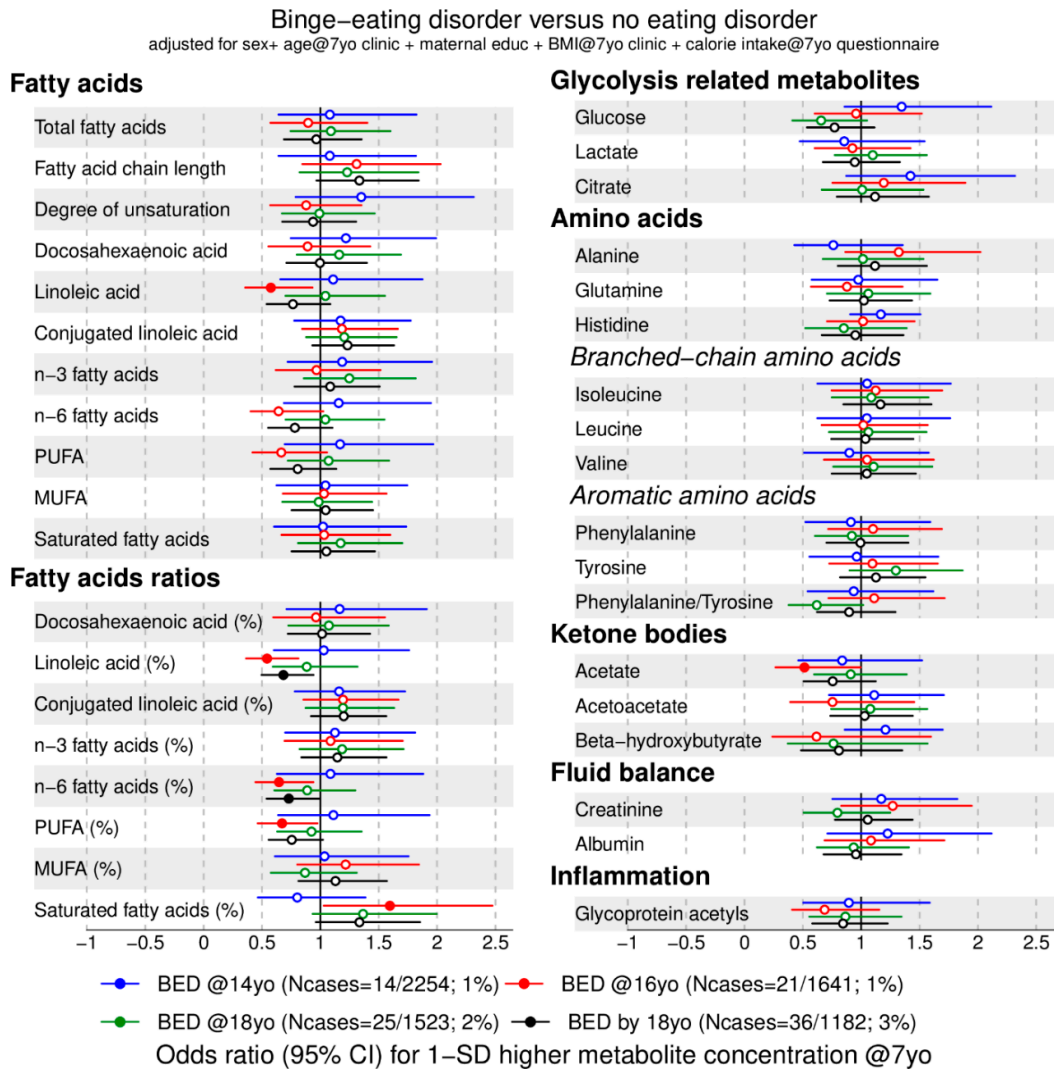 Binge−eating disorder versus no eating disorder
adjusted for sex+ age@7yo clinic + maternal educ + BMI@7yo clinic + calorie intake@7yo questionnaire
Fatty acids
Total fatty acids
Fatty acid chain length
Degree of unsaturation
Docosahexaenoic acid
Linoleic acid
Conjugated linoleic acid
n−3 fatty acids
n−6 fatty acids
PUFA
MUFA
Saturated fatty acids
Fatty acids ratios
Docosahexaenoic acid (%)
Linoleic acid (%)
Conjugated linoleic acid (%)
n−3 fatty acids (%)
n−6 fatty acids (%)
PUFA (%)
MUFA (%)
Saturated fatty acids (%)
−1 0 0.5 1 1.5 2 2.5
Glycolysis related metabolites
Glucose
Lactate
Citrate
Amino acids
Alanine
Glutamine
Histidine
Branched−chain amino acids
Isoleucine
Leucine
Valine
Aromatic amino acids
Phenylalanine
Tyrosine
Phenylalanine/Tyrosine
Ketone bodies
Acetate
Acetoacetate
Beta−hydroxybutyrate
Fluid balance
Creatinine
Albumin
Inflammation
Glycoprotein acetyls
−1 0 0.5 1 1.5 2 2.5
BED @14yo (Ncases=14/2254; 1%) BED @16yo (Ncases=21/1641; 1%)
BED @18yo (Ncases=25/1523; 2%) BED by 18yo (Ncases=36/1182; 3%)
Odds ratio (95% CI) for 1−SD higher metabolite concentration @7yo